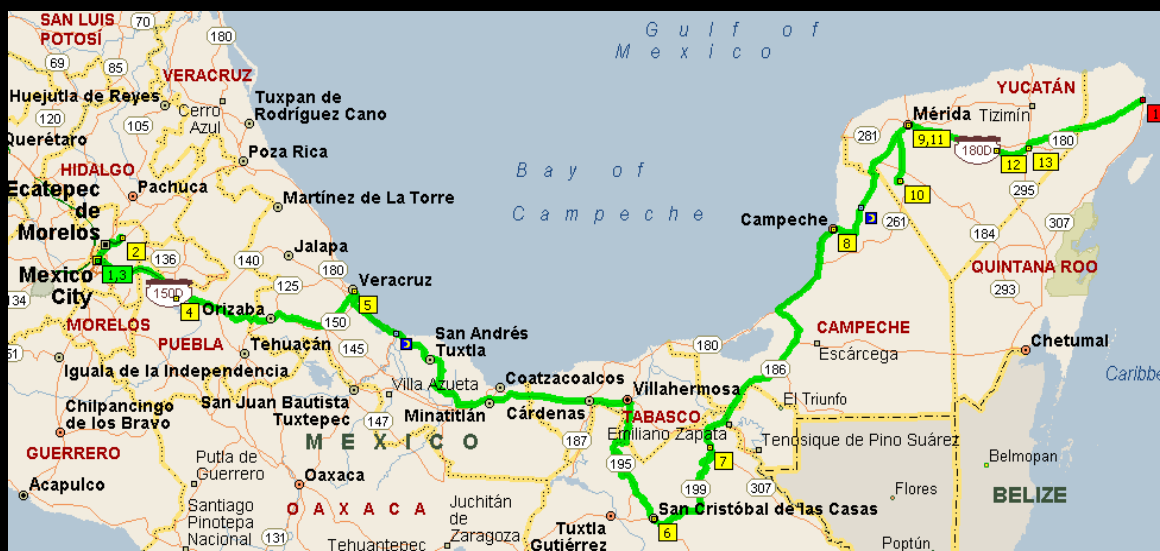 SAN LUIS
POTOSÍ
70
180
69
85
VERACRUZ
Huejutla de Reyes
Cerro
Azul
Tuxpan de
Rodríguez Cano
120
105
Querétaro
Poza Rica
HIDALGO
Pachuca
Ecatepec
de
Morelos
Martínez de La Torre
2
136
Jalapa
140
180
Mexico
City
1,3
125
Veracruz
134
150D
4
Orizaba
5
150
MORELOS
PUEBLA
Tehuacán
145
San Andrés
Tuxtla
51
Iguala de la Independencia
Villa Azueta
San Juan Bautista
Tuxtepec
147
Minatitlán
Coatzacoalcos
Cárdenas
Villahermosa
Chilpancingo
de los Bravo
MEXICO
187
TABASCO
Emiliano Zapata
GUERRERO
Putla de
Guerrero
195
7
Tenosique de Pino Suárez
Acapulco
Oaxaca
199
307
Santiago
Pinotepa
Nacional
OAXACA
Juchitán
de
Zaragoza
San Cristóbal de las Casas
6
131
Tehuantepec
Tuxtla
Gutiérrez
Gulf of
Mexico
Bay of
Campeche
YUCATÁN
Mérida
Tizimín
1
281
9,11
180D
180
12
13
10
295
Campeche
8
261
184
307
QUINTANA ROO
293
180
CAMPECHE
Escárcega
Chetumal
186
El Triunfo
Caribbe
Belmopan
Flores
BELIZE
Poptún